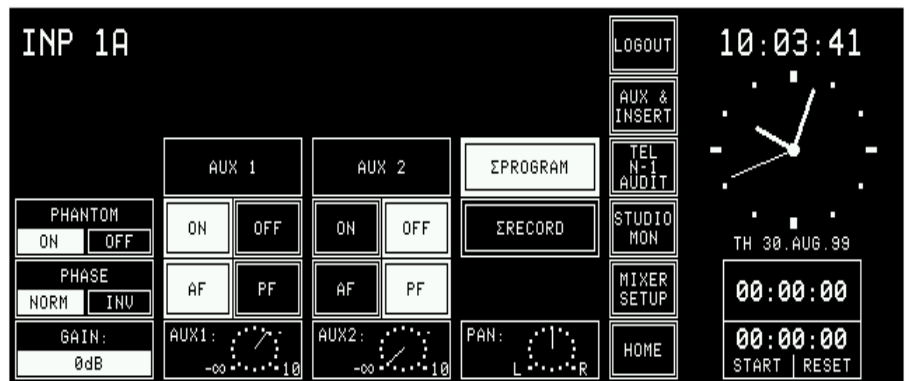 INP 1A
LOGOUT
10:03:41
AUX &
INSERT
AUX 1
AUX 2
ΣPROGRAM
TEL
N-1
AUDIT
PHANTOM
ON OFF
ON OFF
ON OFF
ΣRECORD
STUDIO
MON
TH 30.AUG.99
PHASE
NORM INV
AF PF
AF PF
MIXER
SETUP
00:00:00
GAIN:
0dB
AUX1:
-∞ 10
AUX2:
-∞ 10
PAN:
L R
HOME
00:00:00
START RESET